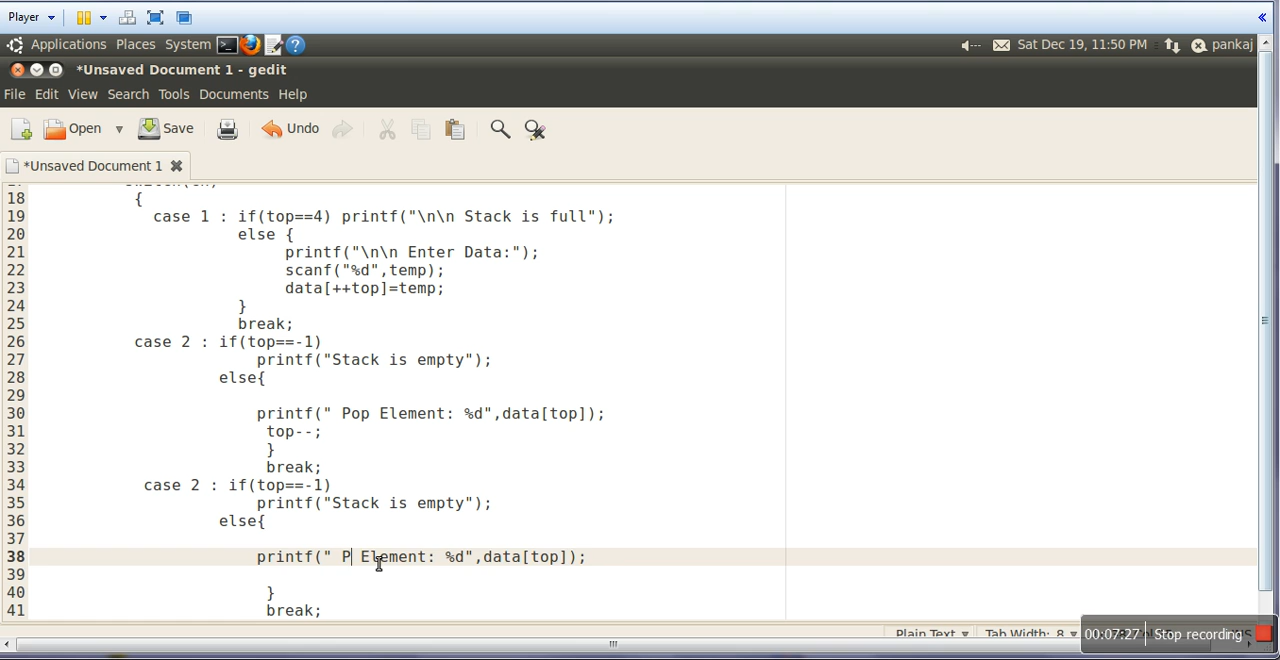 Player
Applications Places System Sat Dec 19, 11:50 PM pankaj
*Unsaved Document 1 - gedit
File Edit View Search Tools Documents Help
Open Save Undo
*Unsaved Document 1
18 {
19 case 1 : if(top==4) printf("\n\n Stack is full");
20 else {
21 printf("\n\n Enter Data:");
22 scanf("%d",temp);
23 data[++top]=temp;
24 }
25 break;
26 case 2 : if(top==-1)
27 printf("Stack is empty");
28 else{
29
30 printf(" Pop Element: %d",data[top]);
31 top--;
32 }
33 break;
34 case 2 : if(top==-1)
35 printf("Stack is empty");
36 else{
37
38 printf(" P Element: %d",data[top]);
39
40 }
41 break;
Plain Text Tab Width: 8
00:07:27 Stop recording